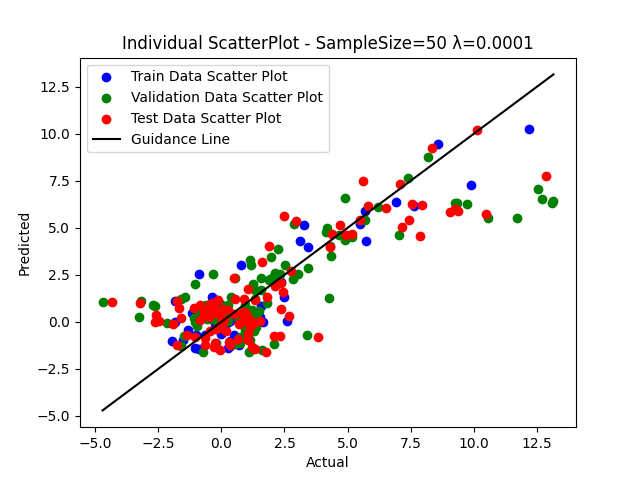 Individual ScatterPlot - SampleSize=50 λ=0.0001
Train Data Scatter Plot
Validation Data Scatter Plot
Test Data Scatter Plot
Guidance Line
12.5
10.0
7.5
5.0
2.5
0.0
−2.5
−5.0
Predicted
−5.0 −2.5 0.0 2.5 5.0 7.5 10.0 12.5
Actual